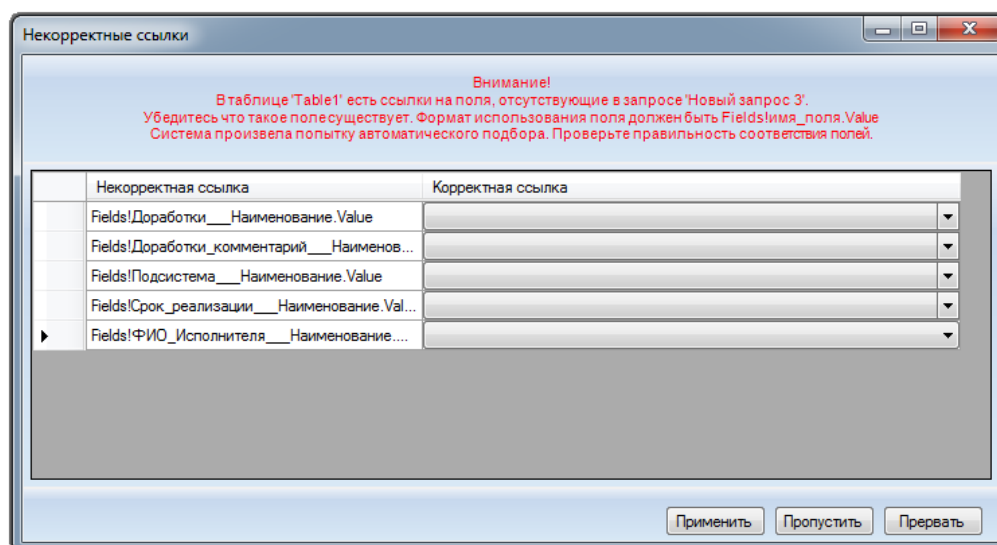 Некорректные ссылки
Внимание!
В таблице 'Table1' есть ссылки на поля, отсутствующие в запросе 'Новый запрос 3'.
Убедитесь что такое поле существует. Формат использования поля должен быть Fields!имя_поля.Value
Система произвела попытку автоматического подбора. Проверьте правильность соответствия полей.
Некорректная ссылка Корректная ссылка
Fields!Доработки___Наименование.Value
Fields!Доработки_комментарий___Наименов...
Fields!Подсистема___Наименование.Value
Fields!Срок_реализации___Наименование.Val...
Fields!ФИО_Исполнителя___Наименование....
Применить Пропустить Прервать